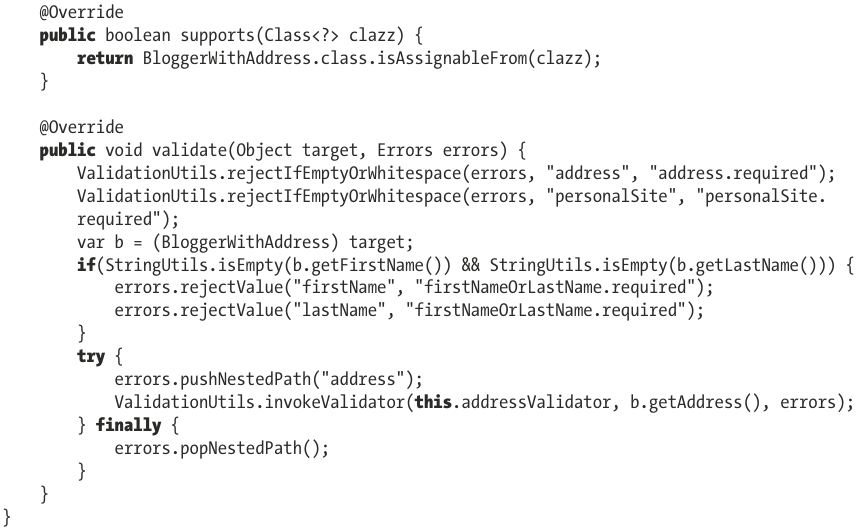 @Override
    public boolean supports(Class<?> clazz) {
        return BloggerWithAddress.class.isAssignableFrom(clazz);
    }

    @Override
    public void validate(Object target, Errors errors) {
        ValidationUtils.rejectIfEmptyOrWhitespace(errors, "address", "address.required");
        ValidationUtils.rejectIfEmptyOrWhitespace(errors, "personalSite", "personalSite.
        required");
        var b = (BloggerWithAddress) target;
        if(StringUtils.isEmpty(b.getFirstName()) && StringUtils.isEmpty(b.getLastName())) {
            errors.rejectValue("firstName", "firstNameOrLastName.required");
            errors.rejectValue("lastName", "firstNameOrLastName.required");
        }
        try {
            errors.pushNestedPath("address");
            ValidationUtils.invokeValidator(this.addressValidator, b.getAddress(), errors);
        } finally {
            errors.popNestedPath();
        }
    }
}